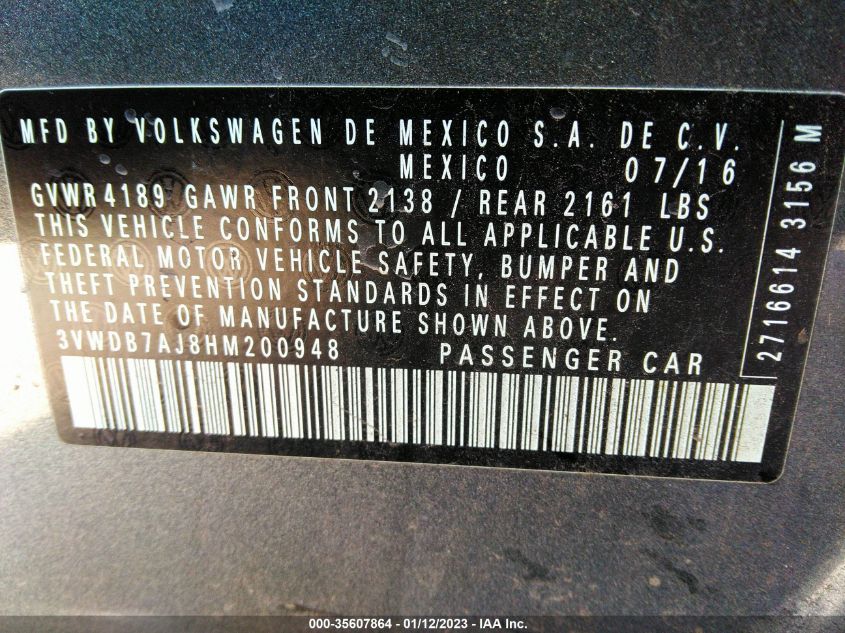 MFD BY VOLKSWAGEN DE MEXICO S.A. DE C.V.
MEXICO 07/16
GVWR 4189 GAWR FRONT 2138 / REAR 2161 LBS
THIS VEHICLE CONFORMS TO ALL APPLICABLE U.S.
FEDERAL MOTOR VEHICLE SAFETY, BUMPER AND
THEFT PREVENTION STANDARDS IN EFFECT ON
THE DATE OF MANUFACTURE SHOWN ABOVE.
3VWDB7AJ8HM200948 PASSENGER CAR
2716614 3156 M
000-35607864 - 01/12/2023 - IAA Inc.